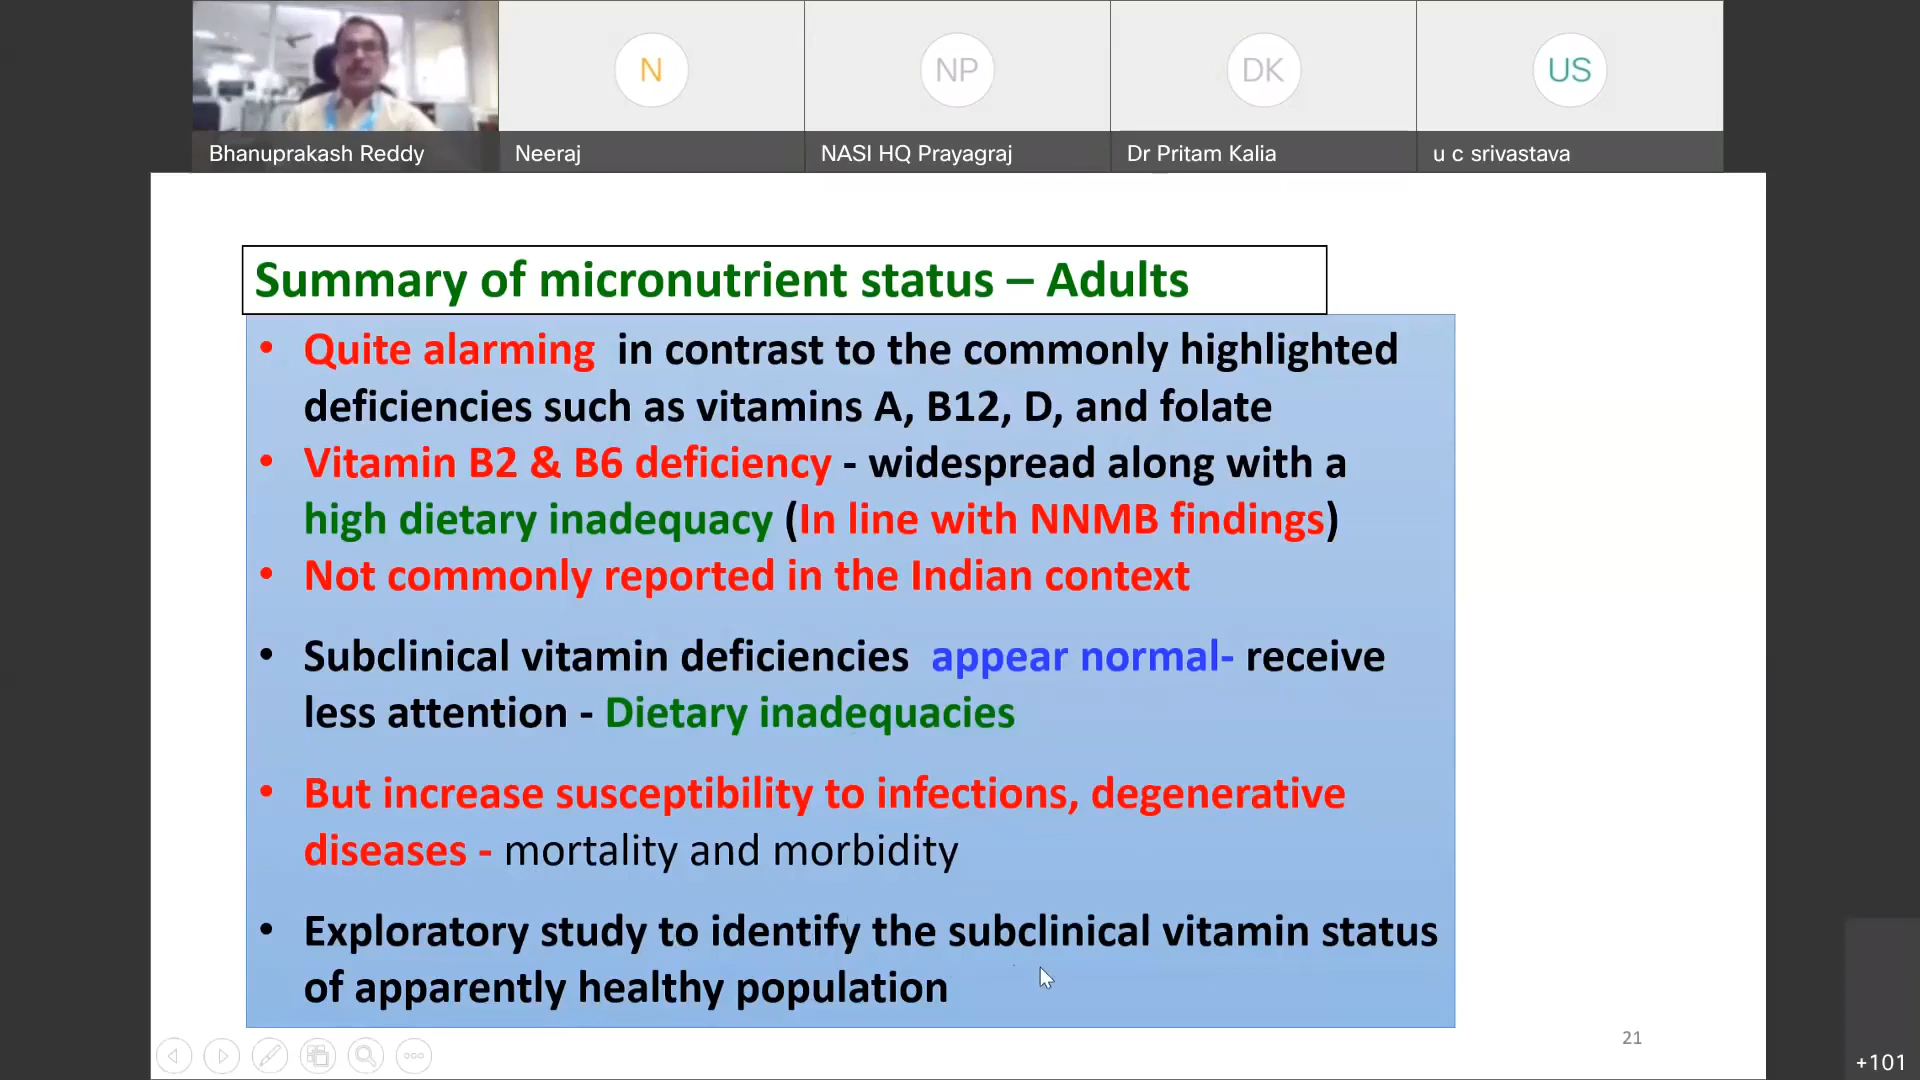 N
NP
DK
US
Bhanuprakash Reddy
Neeraj
NASI HQ Prayagraj
Dr Pritam Kalia
u c srivastava
Summary of micronutrient status – Adults
• Quite alarming in contrast to the commonly highlighted
deficiencies such as vitamins A, B12, D, and folate
• Vitamin B2 & B6 deficiency - widespread along with a
high dietary inadequacy (In line with NNMB findings)
• Not commonly reported in the Indian context
• Subclinical vitamin deficiencies appear normal- receive
less attention - Dietary inadequacies
• But increase susceptibility to infections, degenerative
diseases - mortality and morbidity
• Exploratory study to identify the subclinical vitamin status
of apparently healthy population
21
+101